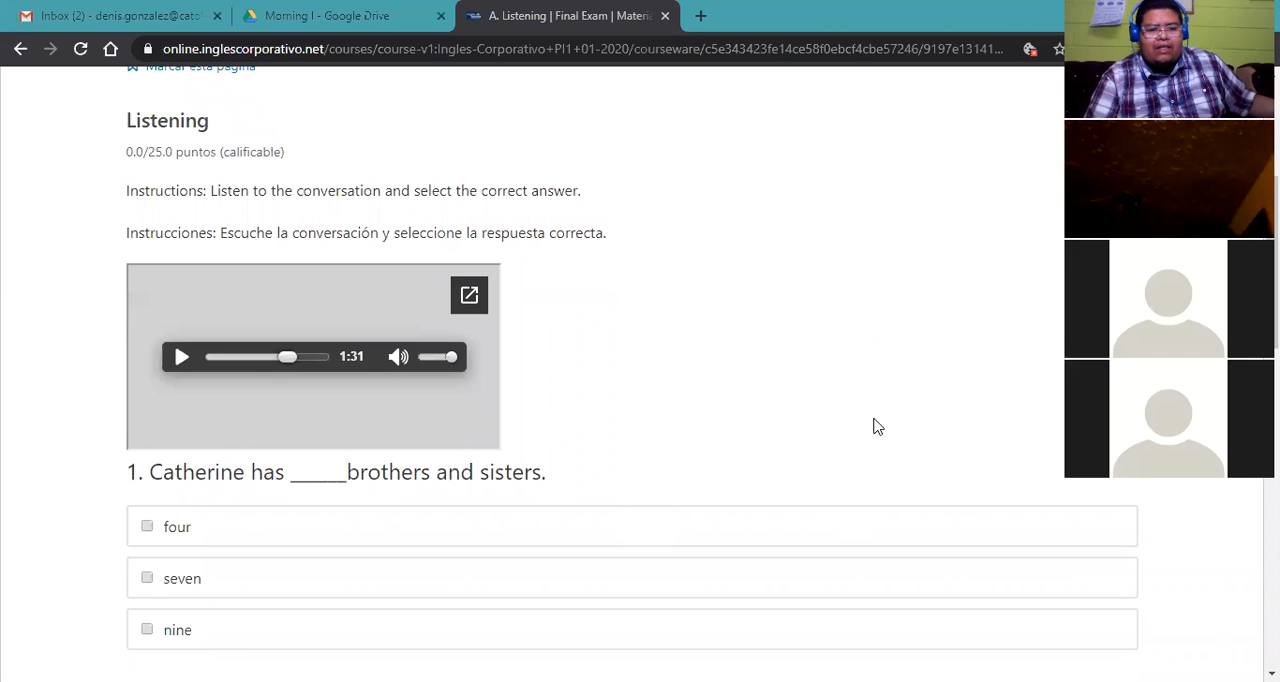 Inbox (2) - denis.gonzalez@cato
Morning I - Google Drive
A. Listening | Final Exam | Materia
online.inglescorporativo.net/courses/course-v1:Ingles-Corporativo+PI1+01-2020/courseware/c5e343423fe14ce58f0ebcf4cbe57246/9197e13141...
Marcar esta página
Listening
0.0/25.0 puntos (calificable)
Instructions: Listen to the conversation and select the correct answer.
Instrucciones: Escuche la conversación y seleccione la respuesta correcta.
1:31
1. Catherine has ______brothers and sisters.
four
seven
nine